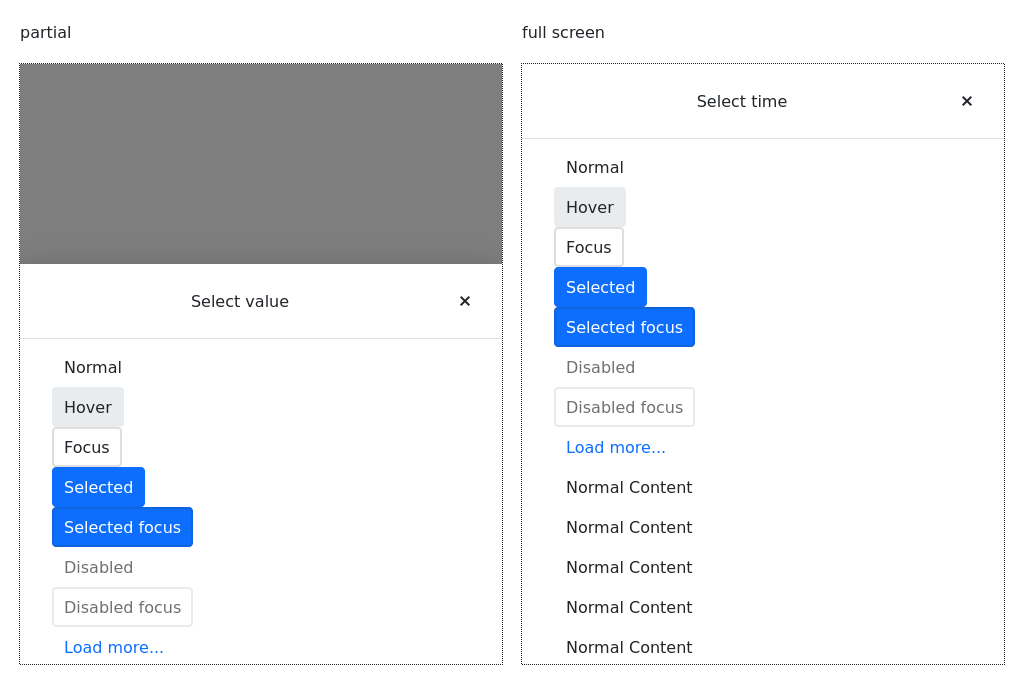 partial
Select value ×
Normal
Hover
Focus
Selected
Selected focus
Disabled
Disabled focus
Load more...
full screen
Select time ×
Normal
Hover
Focus
Selected
Selected focus
Disabled
Disabled focus
Load more...
Normal Content
Normal Content
Normal Content
Normal Content
Normal Content